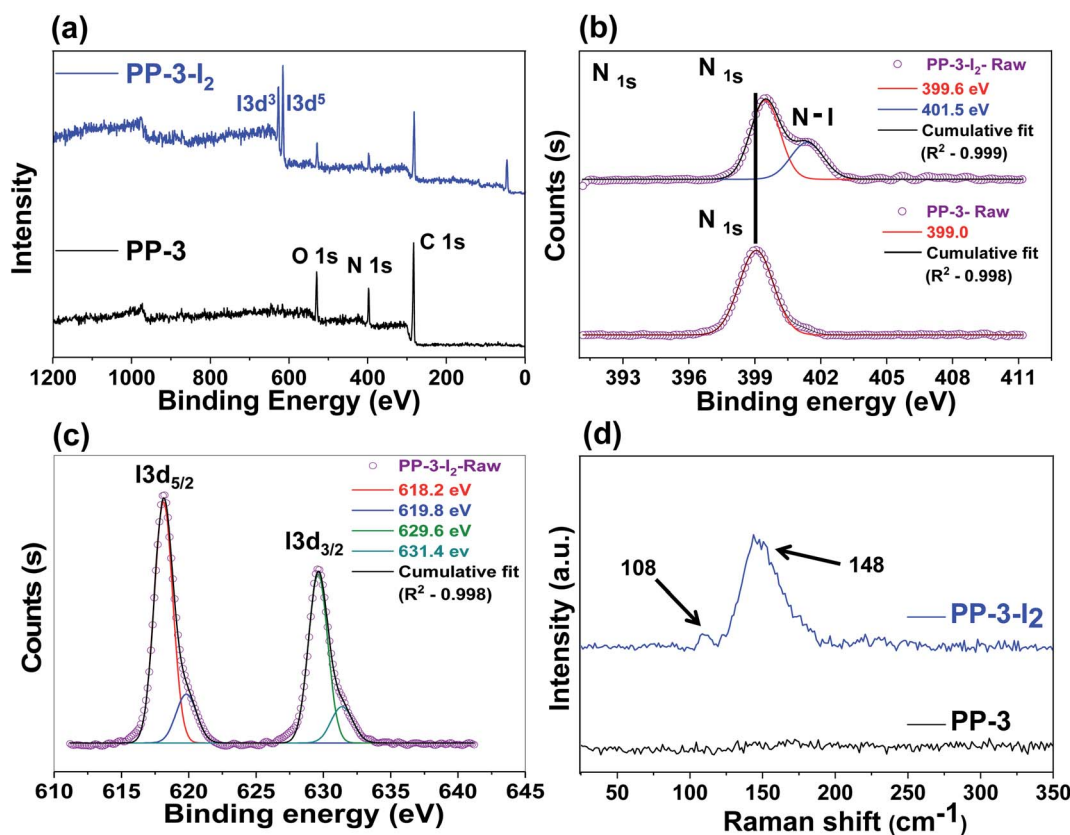 (a)
PP-3-I₂
I3d³ I3d⁵
PP-3
O 1s
N 1s
C 1s
Intensity
1200 1000 800 600 400 200 0
Binding Energy (eV)
(b)
N 1s
N 1s
N-I
PP-3-I₂- Raw
399.6 eV
401.5 eV
Cumulative fit
(R² - 0.999)
N 1s
PP-3- Raw
399.0
Cumulative fit
(R² - 0.998)
Counts (s)
393 396 399 402 405 408 411
Binding energy (eV)
(c)
I3d₅/₂
I3d₃/₂
PP-3-I₂-Raw
618.2 eV
619.8 eV
629.6 eV
631.4 ev
Cumulative fit
(R² - 0.998)
Counts (s)
610 615 620 625 630 635 640 645
Binding energy (eV)
(d)
108
148
PP-3-I2
PP-3
Intensity (a.u.)
50 100 150 200 250 300 350
Raman shift (cm⁻¹)